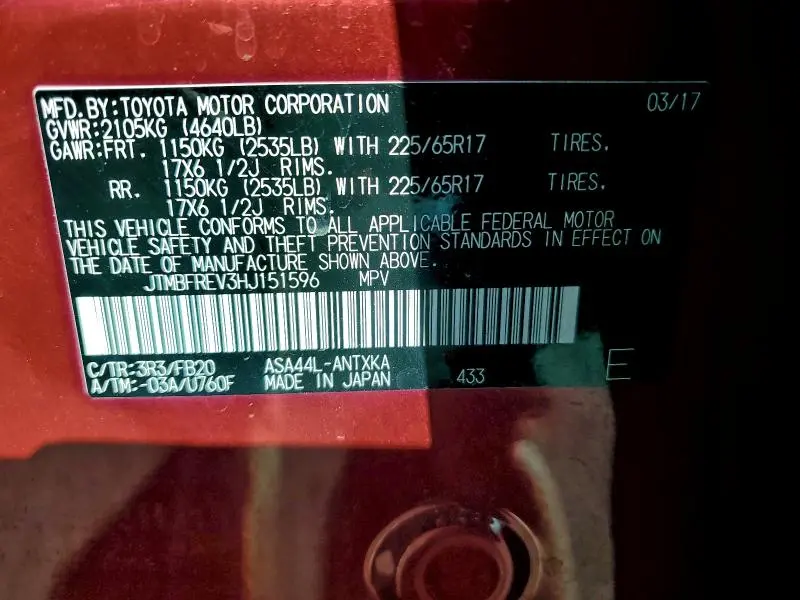 MFD.BY:TOYOTA MOTOR CORPORATION 03/17
GVWR:2105KG (4640LB)
GAWR:FRT. 1150KG (2535LB) WITH 225/65R17 TIRES.
17X6 1/2J RIMS.
RR. 1150KG (2535LB) WITH 225/65R17 TIRES.
17X6 1/2J RIMS.
THIS VEHICLE CONFORMS TO ALL APPLICABLE FEDERAL MOTOR
VEHICLE SAFETY AND THEFT PREVENTION STANDARDS IN EFFECT ON
THE DATE OF MANUFACTURE SHOWN ABOVE.
JTMBFREV3HJ151596 MPV
C/TR:3R3/FB20 ASA44L-ANTXKA
A/TM:-03A/U760F MADE IN JAPAN 433 E